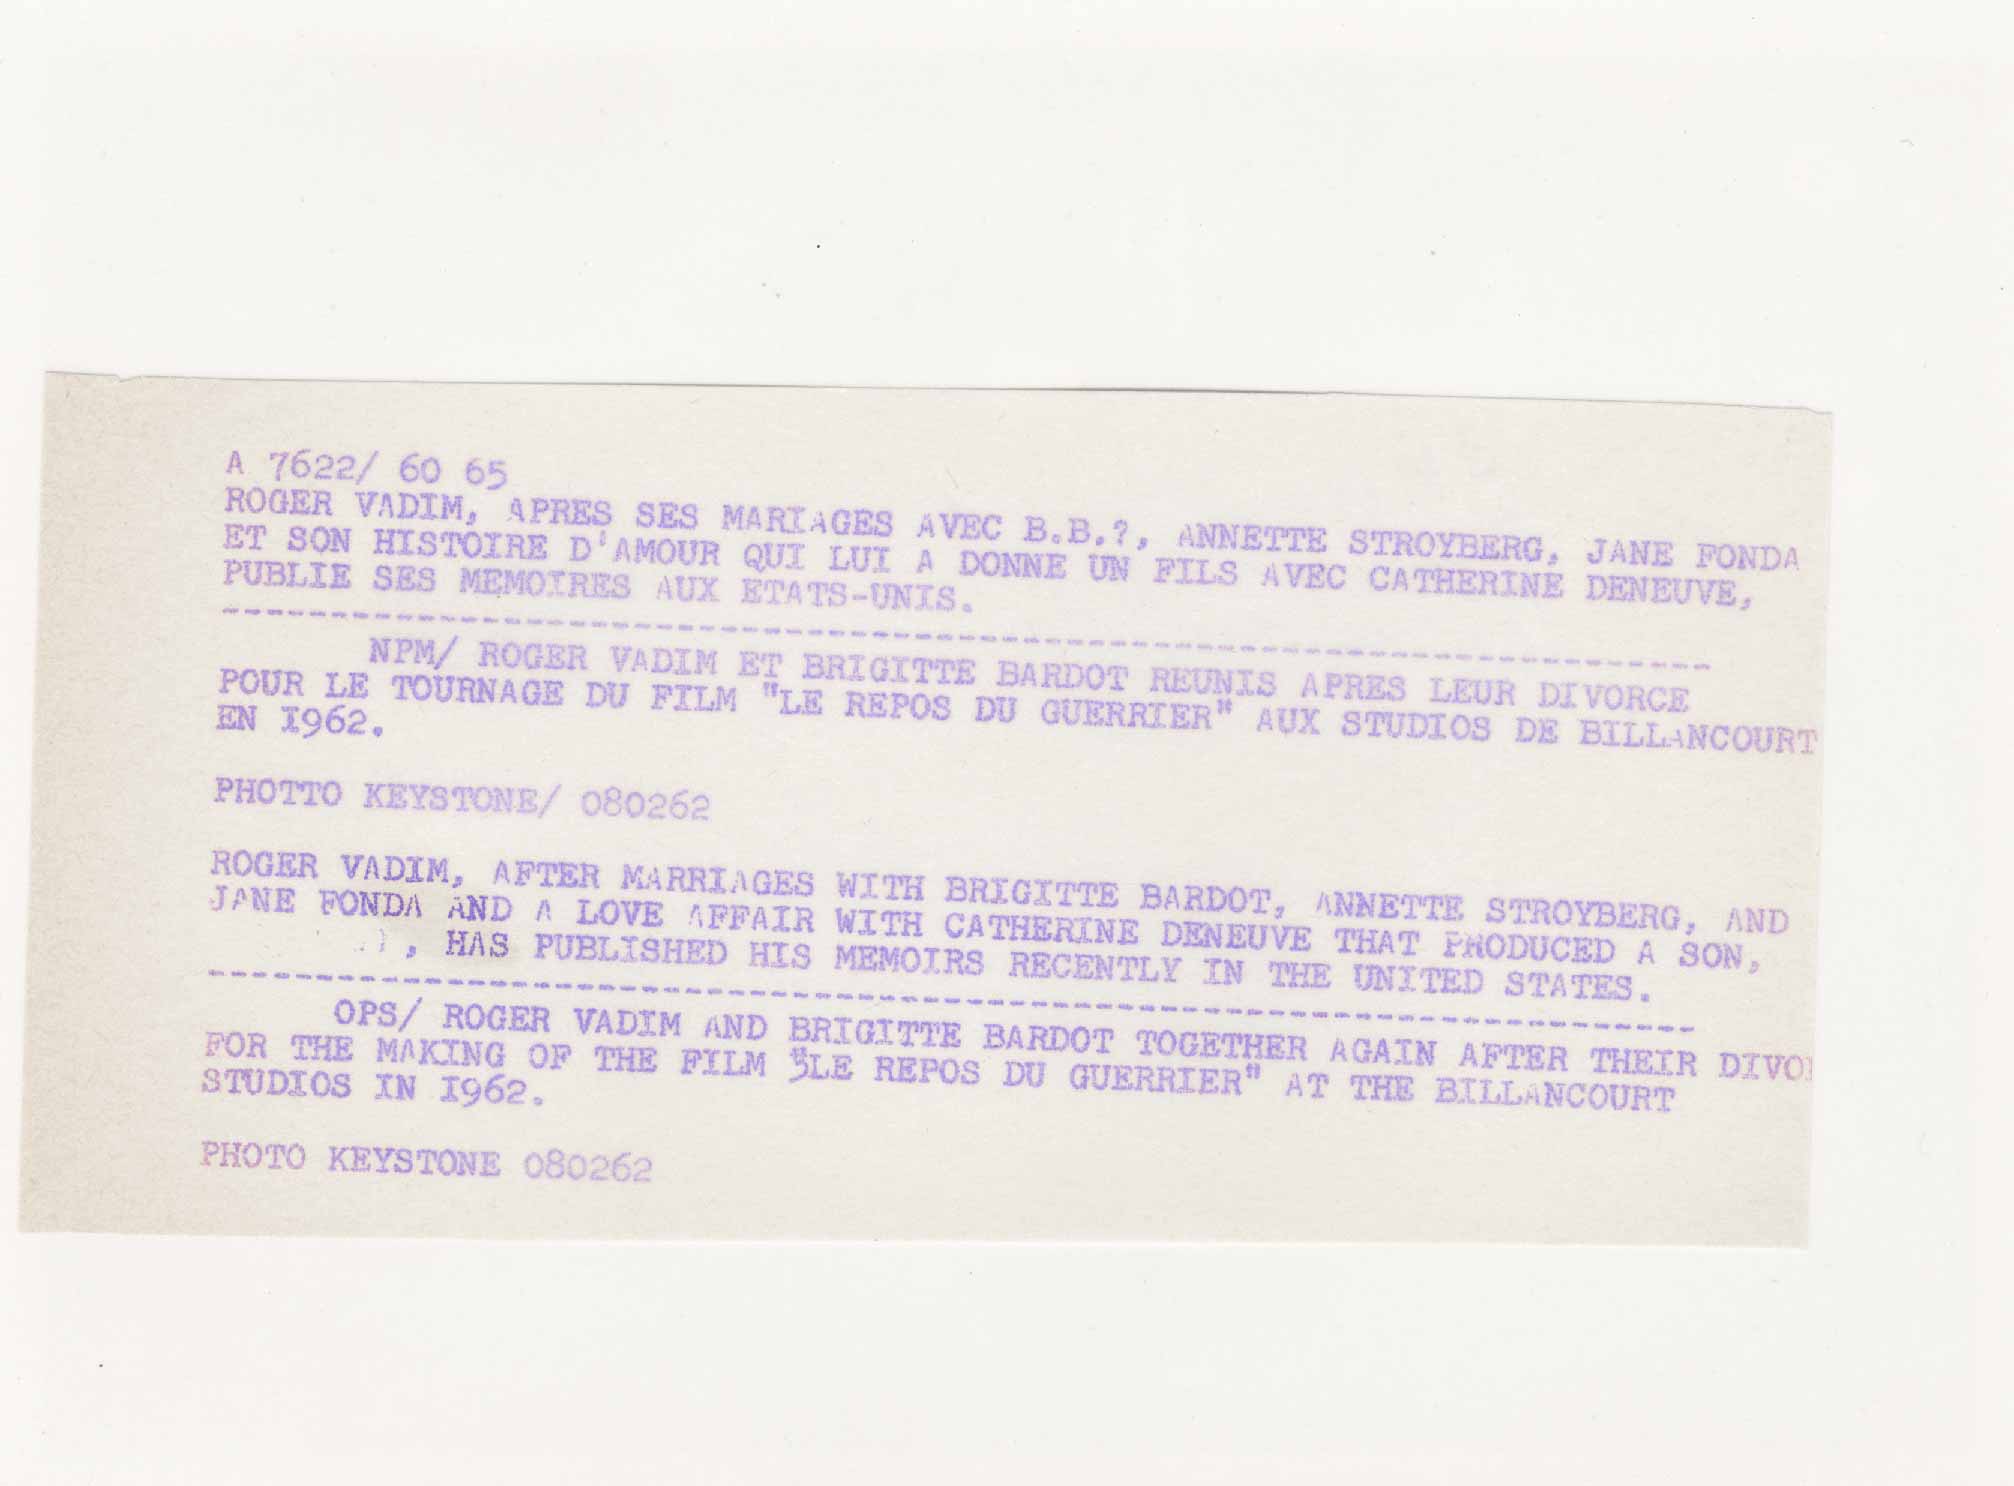 A 7622/ 60 65
ROGER VADIM, APRES SES MARIAGES AVEC B.B.?, ANNETTE STROYBERG, JANE FONDA
ET SON HISTOIRE D'AMOUR QUI LUI A DONNE UN FILS AVEC CATHERINE DENEUVE,
PUBLIE SES MEMOIRES AUX ETATS-UNIS.
NPM/ ROGER VADIM ET BRIGITTE BARDOT REUNIS APRES LEUR DIVORCE
POUR LE TOURNAGE DU FILM "LE REPOS DU GUERRIER" AUX STUDIOS DE BILLANCOURT
EN I962.
PHOTTO KEYSTONE/ 080262
ROGER VADIM, AFTER MARRIAGES WITH BRIGITTE BARDOT, ANNETTE STROYBERG, AND
JANE FONDA AND A LOVE AFFAIR WITH CATHERINE DENEUVE THAT PRODUCED A SON,
, HAS PUBLISHED HIS MEMOIRS RECENTLY IN THE UNITED STATES.
OPS/ ROGER VADIM AND BRIGITTE BARDOT TOGETHER AGAIN AFTER THEIR
FOR THE MAKING OF THE FILM "LE REPOS DU GUERRIER" AT THE BILLANCOURT
STUDIOS IN I962.
PHOTO KEYSTONE 080262